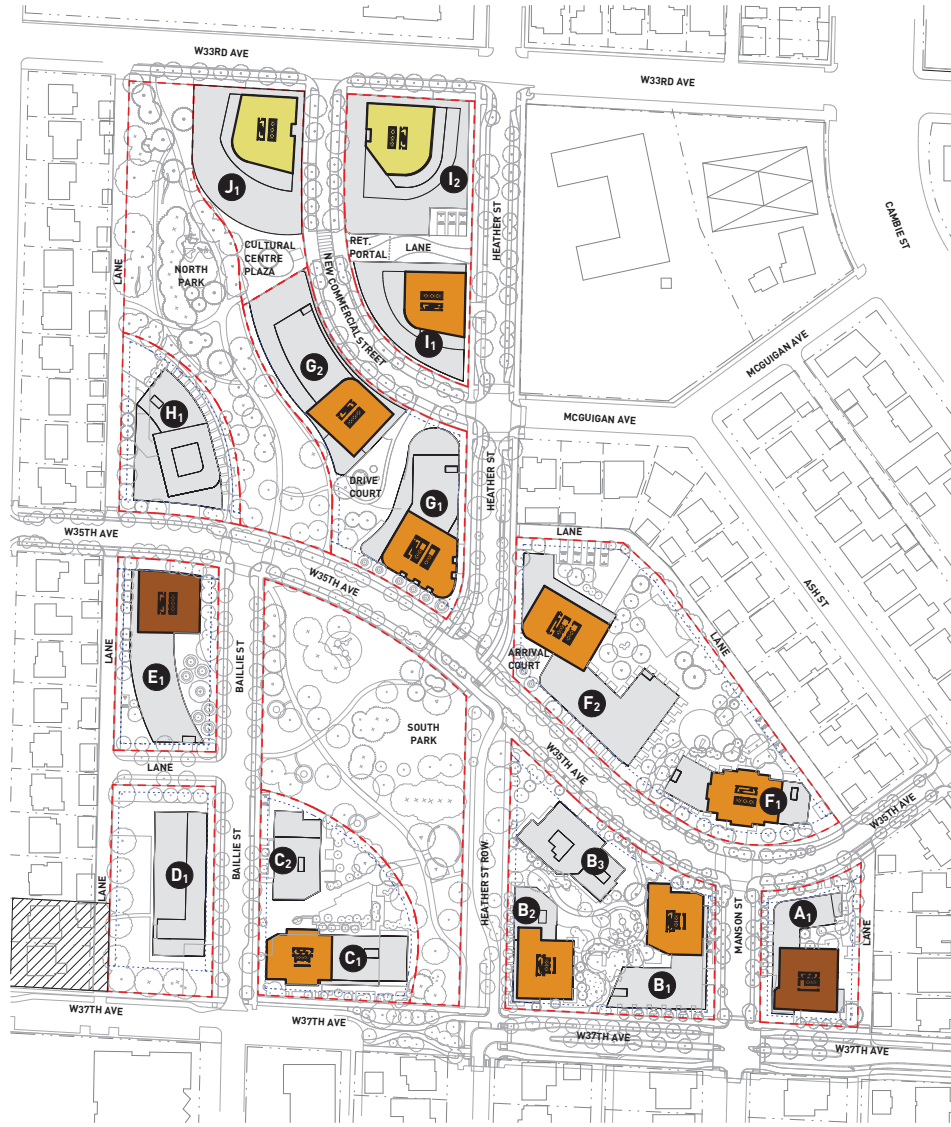 W33RD AVE
W33RD AVE
J1
I2
HEATHER ST
CAMBIE ST
CULTURAL
CENTRE
PLAZA
RET.
PORTAL
LANE
NORTH
PARK
LANE
NEW COMMERCIAL STREET
I1
G2
MCGUIGAN AVE
H1
MCGUIGAN AVE
DRIVE
COURT
G1
HEATHER ST
W35TH AVE
LANE
W35TH AVE
ASH ST
LANE
LANE
BAILLIE ST
ARRIVAL
COURT
E1
F2
SOUTH
PARK
W35TH AVE
LANE
F1
W35TH AVE
BAILLIE ST
C2
B3
D1
LANE
HEATHER ST ROW
B2
MANSON ST
A1
LANE
C1
B1
W37TH AVE
W37TH AVE
W37TH AVE
W37TH AVE